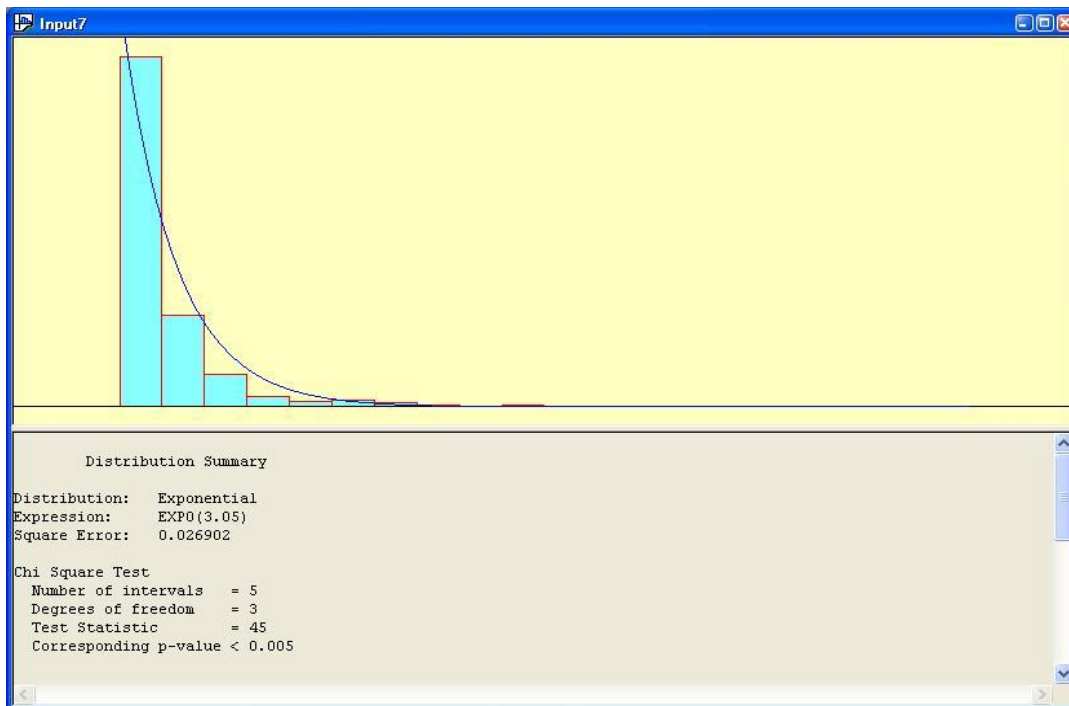 Input7
Distribution Summary
Distribution: Exponential
Expression: EXPO(3.05)
Square Error: 0.026902
Chi Square Test
Number of intervals = 5
Degrees of freedom = 3
Test Statistic = 45
Corresponding p-value < 0.005